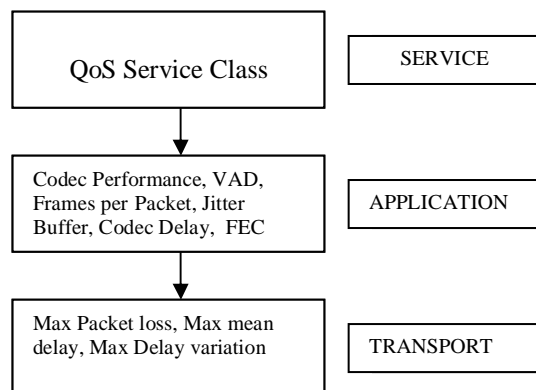 QoS Service Class
SERVICE
Codec Performance, VAD,
Frames per Packet, Jitter
Buffer, Codec Delay, FEC
APPLICATION
Max Packet loss, Max mean
delay, Max Delay variation
TRANSPORT